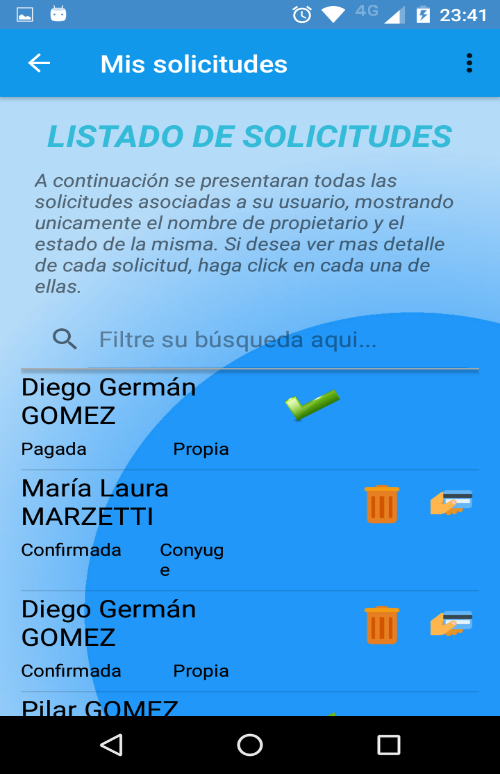 4G 23:41
Mis solicitudes
LISTADO DE SOLICITUDES
A continuación se presentaran todas las
solicitudes asociadas a su usuario, mostrando
unicamente el nombre de propietario y el
estado de la misma. Si desea ver mas detalle
de cada solicitud, haga click en cada una de
ellas.
Filtre su búsqueda aqui...
Diego Germán
GOMEZ
Pagada Propia
María Laura
MARZETTI
Confirmada Conyug
e
Diego Germán
GOMEZ
Confirmada Propia
Pilar GOMEZ